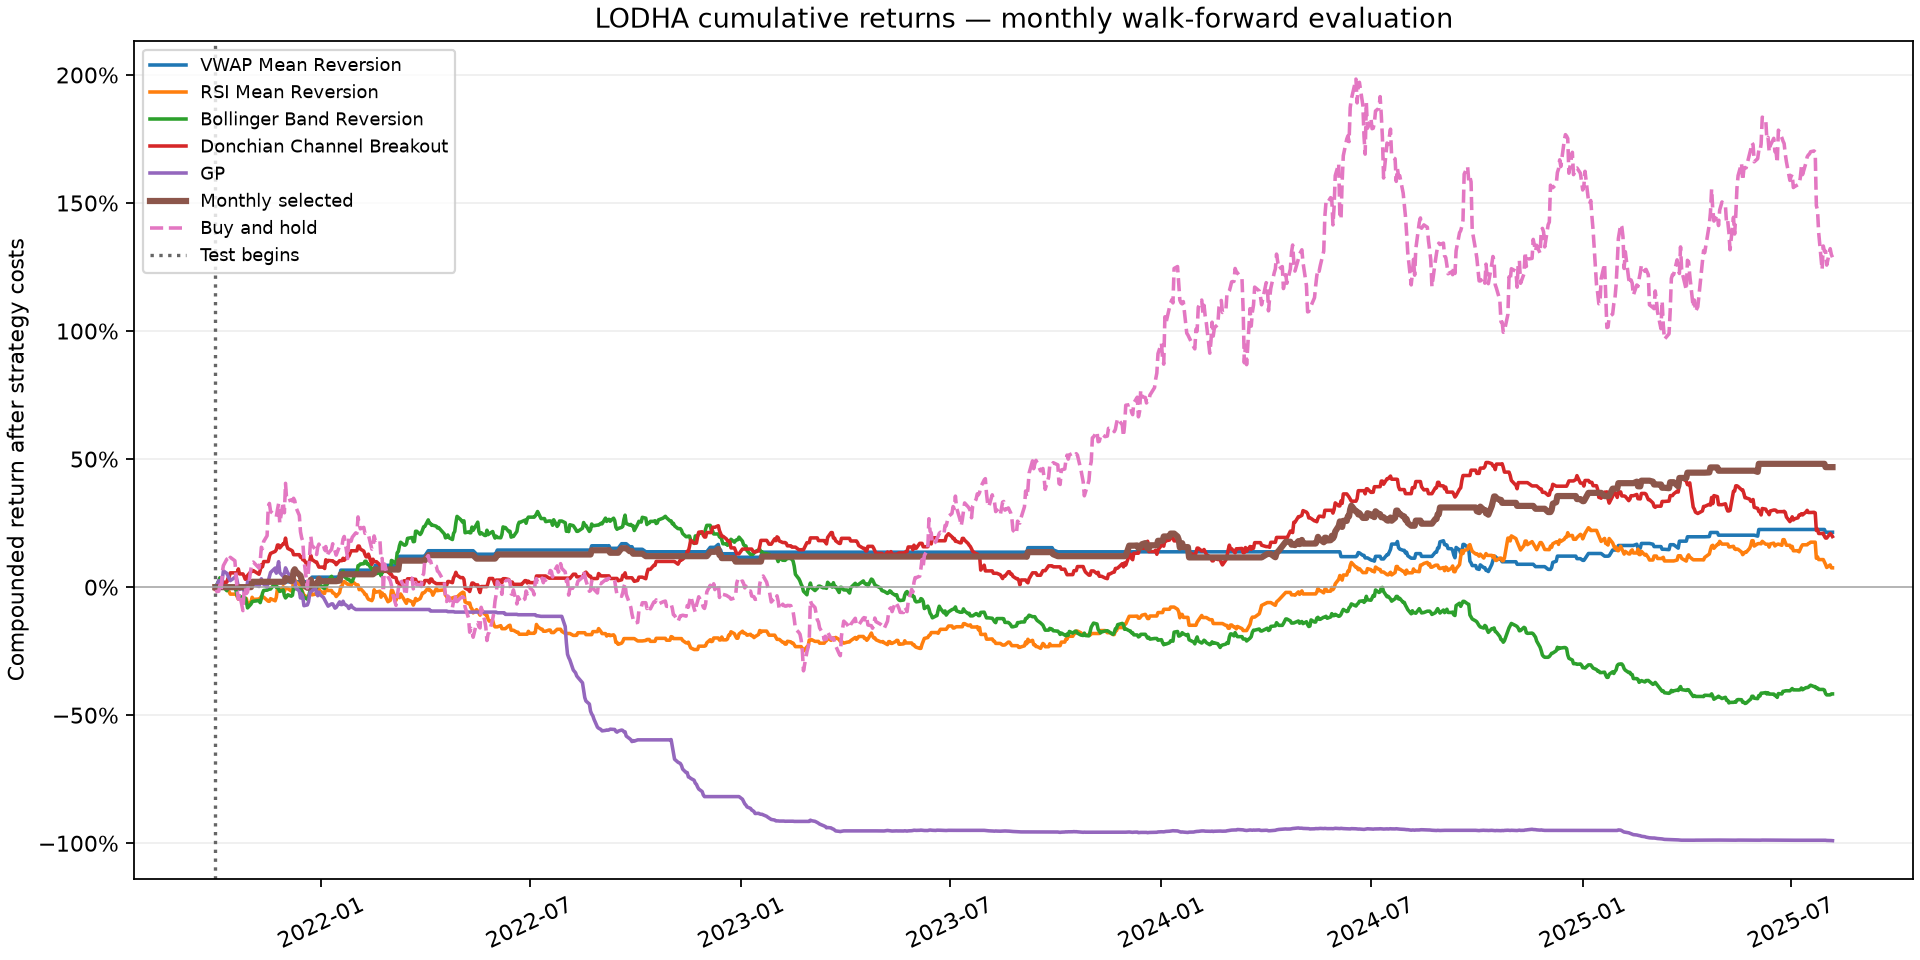 LODHA cumulative returns — monthly walk-forward evaluation
VWAP Mean Reversion
RSI Mean Reversion
Bollinger Band Reversion
Donchian Channel Breakout
GP
Monthly selected
Buy and hold
Test begins
Compounded return after strategy costs
200%
150%
100%
50%
0%
−50%
−100%
2022-01
2022-07
2023-01
2023-07
2024-01
2024-07
2025-01
2025-07